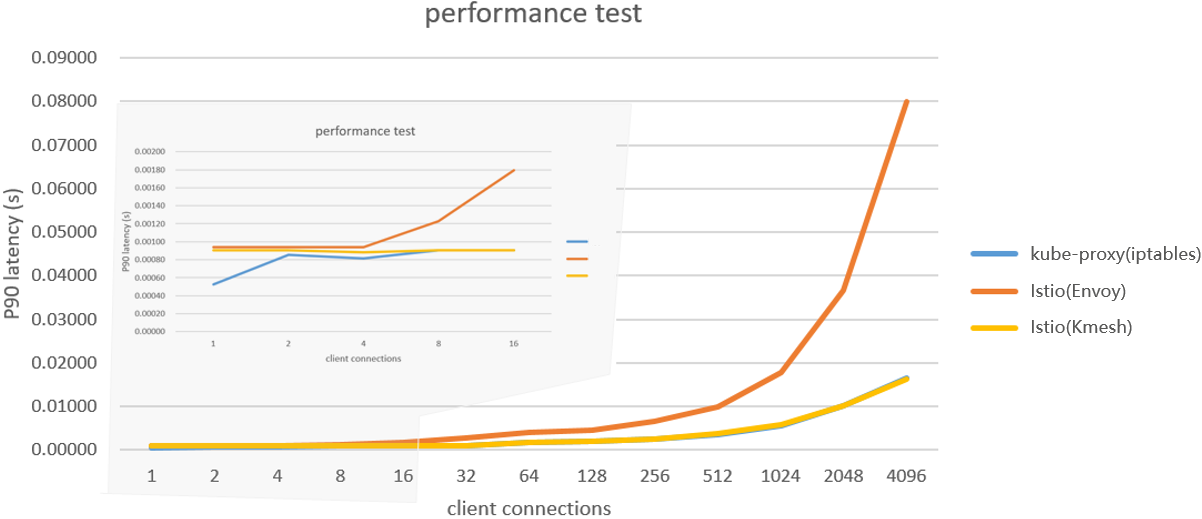 performance test
0.09000
0.08000
0.07000
0.06000
0.05000
0.04000
0.03000
0.02000
0.01000
0.00000
P90 latency (s)
1 2 4 8 16 32 64 128 256 512 1024 2048 4096
client connections
performance test
0.00200
0.00180
0.00160
0.00140
0.00120
0.00100
0.00080
0.00060
0.00040
0.00020
0.00000
P90 latency (s)
1 2 4 8 16
client connections
kube-proxy(iptables)
Istio(Envoy)
Istio(Kmesh)